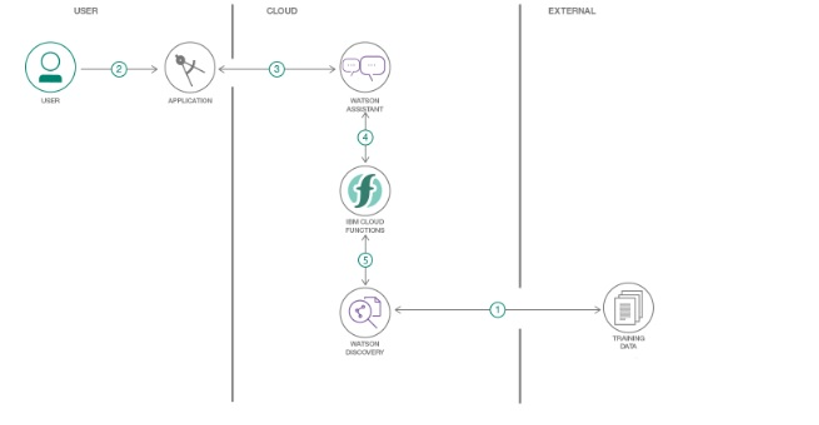 USER
CLOUD
EXTERNAL
2
3
USER
APPLICATION
WATSON
ASSISTANT
4
IBM CLOUD
FUNCTIONS
5
1
WATSON
DISCOVERY
TRAINING
DATA